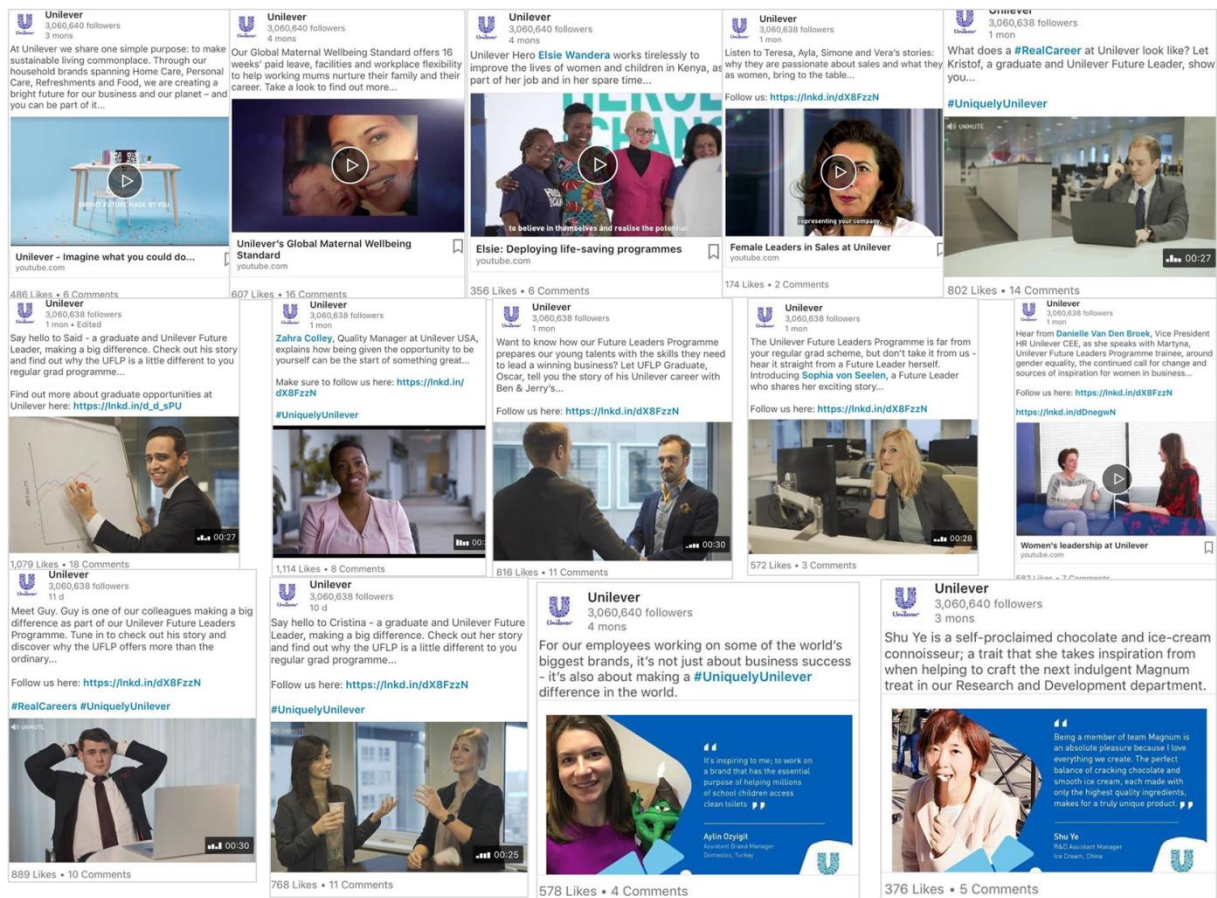 Unilever
3,060,640 followers
3 mons
At Unilever we share one simple purpose: to make
sustainable living commonplace. Through our
household brands spanning Home Care, Personal
Care, Refreshments and Food, we are creating a
bright future for our business and our planet – and
you can be part of it...
BRIGHT FUTURE MADE BY YOU
Unilever - Imagine what you could do...
youtube.com
486 Likes • 6 Comments
Unilever
3,060,640 followers
4 mons
Our Global Maternal Wellbeing Standard offers 16
weeks' paid leave, facilities and workplace flexibility
to help working mums nurture their family and their
career. Take a look to find out more...
Unilever's Global Maternal Wellbeing
Standard
youtube.com
607 Likes • 16 Comments
Unilever
3,060,640 followers
4 mons
Unilever Hero Elsie Wandera works tirelessly to
improve the lives of women and children in Kenya, as
part of her job and in her spare time...
to believe in themselves and realise the potential
Elsie: Deploying life-saving programmes
youtube.com
356 Likes • 6 Comments
Unilever
3,060,638 followers
1 mon
Listen to Teresa, Ayla, Simone and Vera's stories:
why they are passionate about sales and what they,
as women, bring to the table...
Follow us: https://lnkd.in/dX8FzzN
representing your company,
Female Leaders in Sales at Unilever
youtube.com
174 Likes • 2 Comments
Unilever
3,060,638 followers
1 mon
What does a #RealCareer at Unilever look like? Let
Kristof, a graduate and Unilever Future Leader, show
you...
#UniquelyUnilever
UNMUTE
00:27
802 Likes • 14 Comments
Unilever
3,060,638 followers
1 mon • Edited
Say hello to Said - a graduate and Unilever Future
Leader, making a big difference. Check out his story
and find out why the UFLP is a little different to you
regular grad programme...
Find out more about graduate opportunities at
Unilever here: https://lnkd.in/d_d_sPU
00:27
1,079 Likes • 18 Comments
Unilever
3,060,638 followers
1 mon
Zahra Colley, Quality Manager at Unilever USA,
explains how being given the opportunity to be
yourself can be the start of something great...
Make sure to follow us here: https://lnkd.in/
dX8FzzN
#UniquelyUnilever
1,114 Likes • 8 Comments
Unilever
3,060,638 followers
1 mon
Want to know how our Future Leaders Programme
prepares our young talents with the skills they need
to lead a winning business? Let UFLP Graduate,
Oscar, tell you the story of his Unilever career with
Ben & Jerry's...
Follow us here: https://lnkd.in/dX8FzzN
UNMUTE
00:30
816 Likes • 11 Comments
Unilever
3,060,638 followers
1 mon
The Unilever Future Leaders Programme is far from
your regular grad scheme, but don't take it from us -
hear it straight from a Future Leader herself.
Introducing Sophia von Seelen, a Future Leader
who shares her exciting story...
Follow us here: https://lnkd.in/dX8FzzN
00:28
572 Likes • 3 Comments
Unilever
3,060,638 followers
1 mon
Hear from Danielle Van Den Broek, Vice President
HR Unilever CEE, as she speaks with Martyna,
Unilever Future Leaders Programme trainee, around
gender equality, the continued call for change and
sources of inspiration for women in business...
Follow us here: https://lnkd.in/dX8FzzN
https://lnkd.in/dDnegwN
Women's leadership at Unilever
youtube.com
Unilever
3,060,638 followers
11 d
Meet Guy. Guy is one of our colleagues making a big
difference as part of our Unilever Future Leaders
Programme. Tune in to check out his story and
discover why the UFLP offers more than the
ordinary...
Follow us here: https://lnkd.in/dX8FzzN
#RealCareers #UniquelyUnilever
UNMUTE
00:30
889 Likes • 10 Comments
Unilever
3,060,638 followers
10 d
Say hello to Cristina - a graduate and Unilever Future
Leader, making a big difference. Check out her story
and find out why the UFLP is a little different to you
regular grad programme...
Follow us here: https://lnkd.in/dX8FzzN
#UniquelyUnilever
UNMUTE
00:25
768 Likes • 11 Comments
Unilever
3,060,640 followers
4 mons
For our employees working on some of the world's
biggest brands, it's not just about business success
- it's also about making a #UniquelyUnilever
difference in the world.
It's inspiring to me; to work on
a brand that has the essential
purpose of helping millions
of school children access
clean toilets
Aylin Ozyigit
Assistant Brand Manager
Domestos, Turkey
578 Likes • 4 Comments
Unilever
3,060,640 followers
3 mons
Shu Ye is a self-proclaimed chocolate and ice-cream
connoisseur; a trait that she takes inspiration from
when helping to craft the next indulgent Magnum
treat in our Research and Development department.
Being a member of team Magnum is
an absolute pleasure because I love
everything we create. The perfect
balance of cracking chocolate and
smooth ice cream, each made with
only the highest quality ingredients,
makes for a truly unique product.
Shu Ye
R&D Assistant Manager
Ice Cream, China
376 Likes • 5 Comments